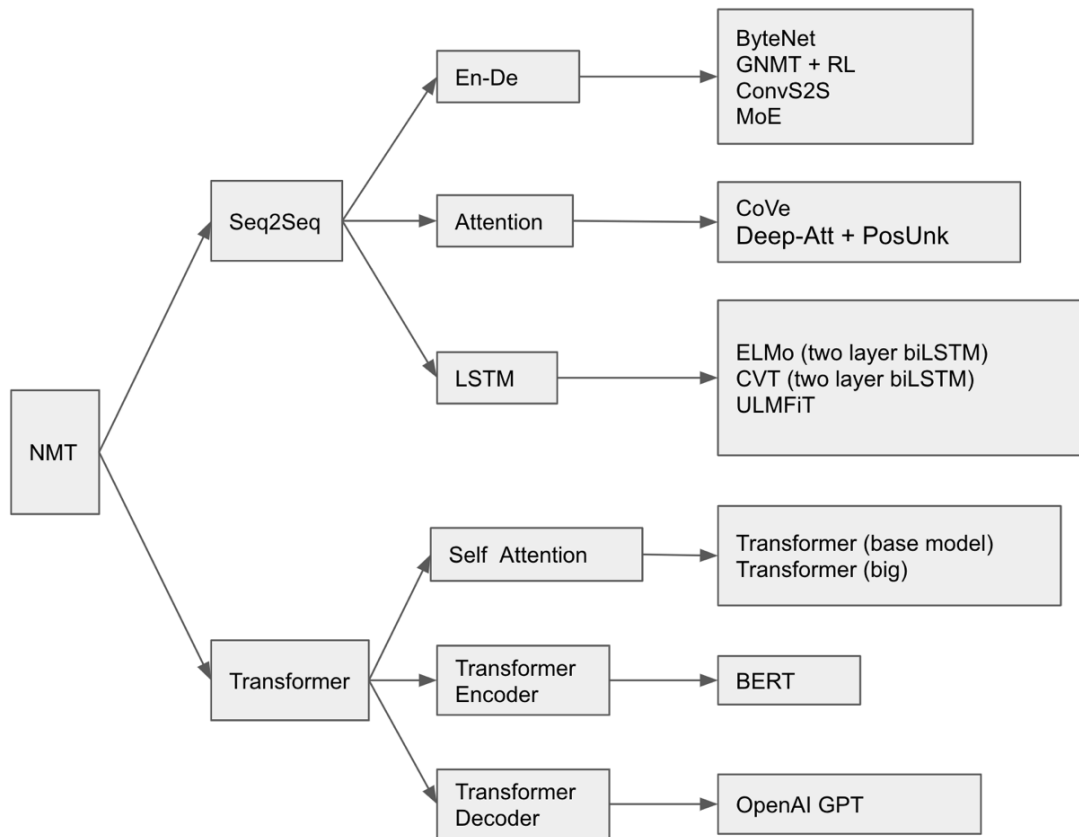 En-De
ByteNet
GNMT + RL
ConvS2S
MoE
Seq2Seq
Attention
CoVe
Deep-Att + PosUnk
LSTM
ELMo (two layer biLSTM)
CVT (two layer biLSTM)
ULMFiT
NMT
Self Attention
Transformer (base model)
Transformer (big)
Transformer
Transformer
Encoder
BERT
Transformer
Decoder
OpenAI GPT